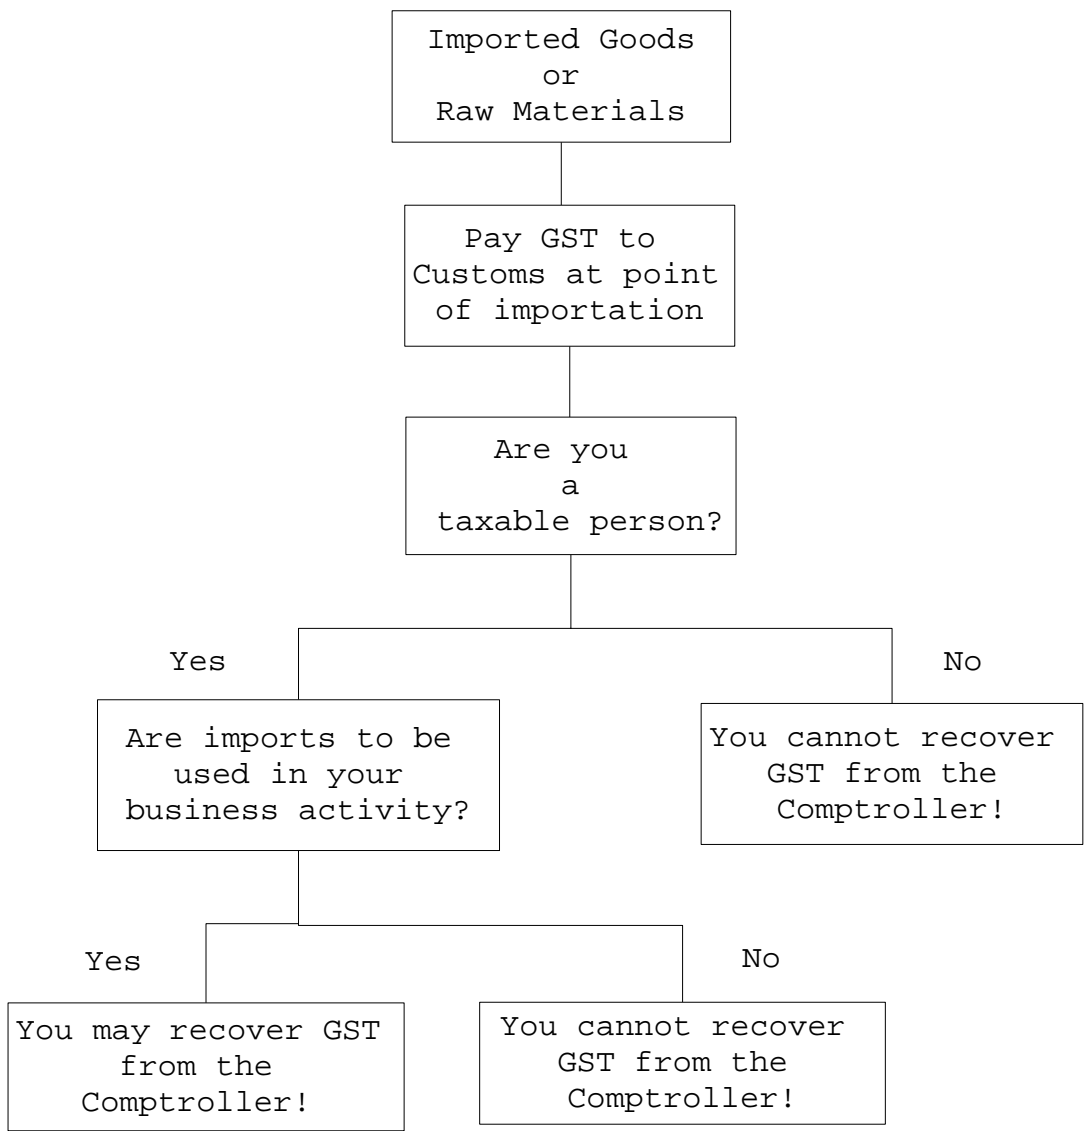 Imported Goods
or
Raw Materials
Pay GST to
Customs at point
of importation
Are you
a
taxable person?
Yes
No
Are imports to be
used in your
business activity?
You cannot recover
GST from the
Comptroller!
Yes
No
You may recover GST
from the
Comptroller!
You cannot recover
GST from the
Comptroller!